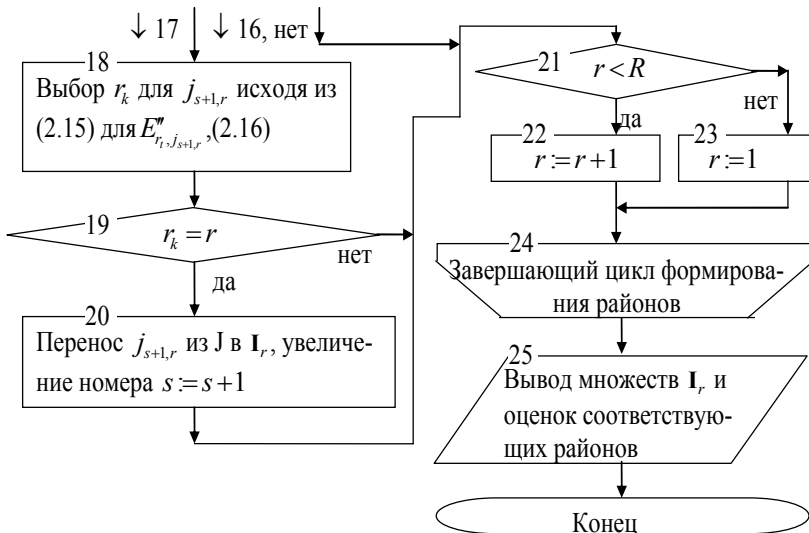 ↓ 17 ↓ 16, нет
18
Выбор r_k для j_{s+1,r} исходя из
(2.15) для E''_{r_t, j_{s+1,r}} ,(2.16)
19
r_k = r
нет
да
20
Перенос j_{s+1,r} из J в I_r, увеличе-
ние номера s := s+1
21
r < R
нет
да
22
r := r+1
23
r := 1
24
Завершающий цикл формирова-
ния районов
25
Вывод множеств I_r и
оценок соответствую-
щих районов
Конец